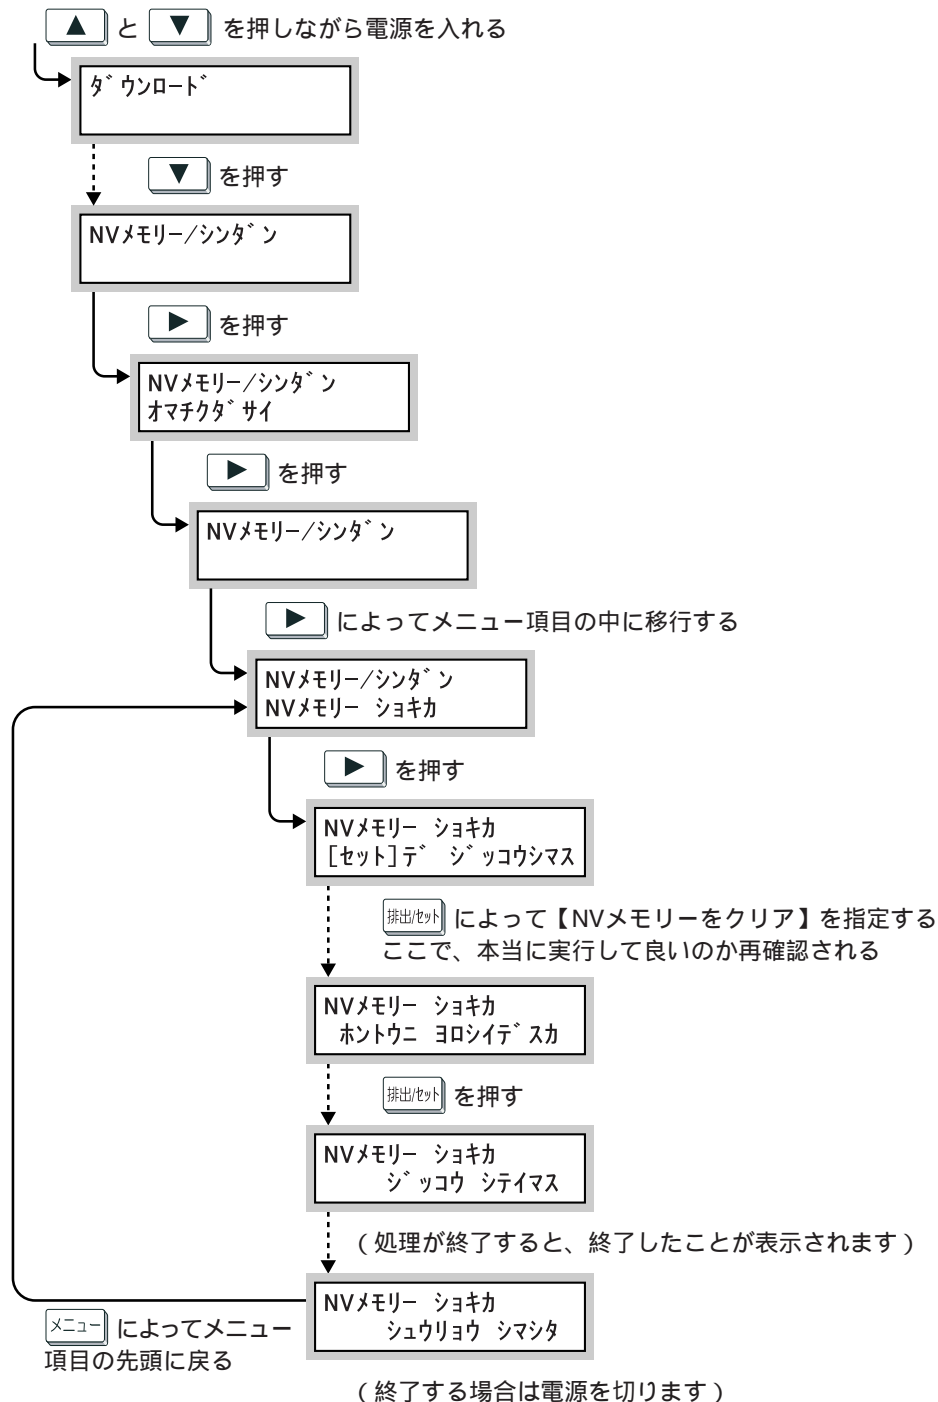 ▲ と ▼ を押しながら電源を入れる
ﾀﾞｳﾝﾛｰﾄﾞ
▼ を押す
NVﾒﾓﾘｰ/ｼﾝﾀﾞﾝ
▶ を押す
NVﾒﾓﾘｰ/ｼﾝﾀﾞﾝ
ｵﾏﾁｸﾀﾞｻｲ
▶ を押す
NVﾒﾓﾘｰ/ｼﾝﾀﾞﾝ
▶ によってメニュー項目の中に移行する
NVﾒﾓﾘｰ/ｼﾝﾀﾞﾝ
NVﾒﾓﾘｰ ｼｮｷｶ
▶ を押す
NVﾒﾓﾘｰ ｼｮｷｶ
[ｾｯﾄ]ﾃﾞ ｼﾞｯｺｳｼﾏｽ
排出/セット によって【NVメモリーをクリア】を指定する
ここで、本当に実行して良いのか再確認される
NVﾒﾓﾘｰ ｼｮｷｶ
ﾎﾝﾄｳﾆ ﾖﾛｼｲﾃﾞｽｶ
排出/セット を押す
NVﾒﾓﾘｰ ｼｮｷｶ
ｼﾞｯｺｳ ｼﾃｲﾏｽ
（処理が終了すると、終了したことが表示されます）
NVﾒﾓﾘｰ ｼｮｷｶ
ｼｭｳﾘｮｳ ｼﾏｼﾀ
メニュー によってメニュー
項目の先頭に戻る
（終了する場合は電源を切ります）